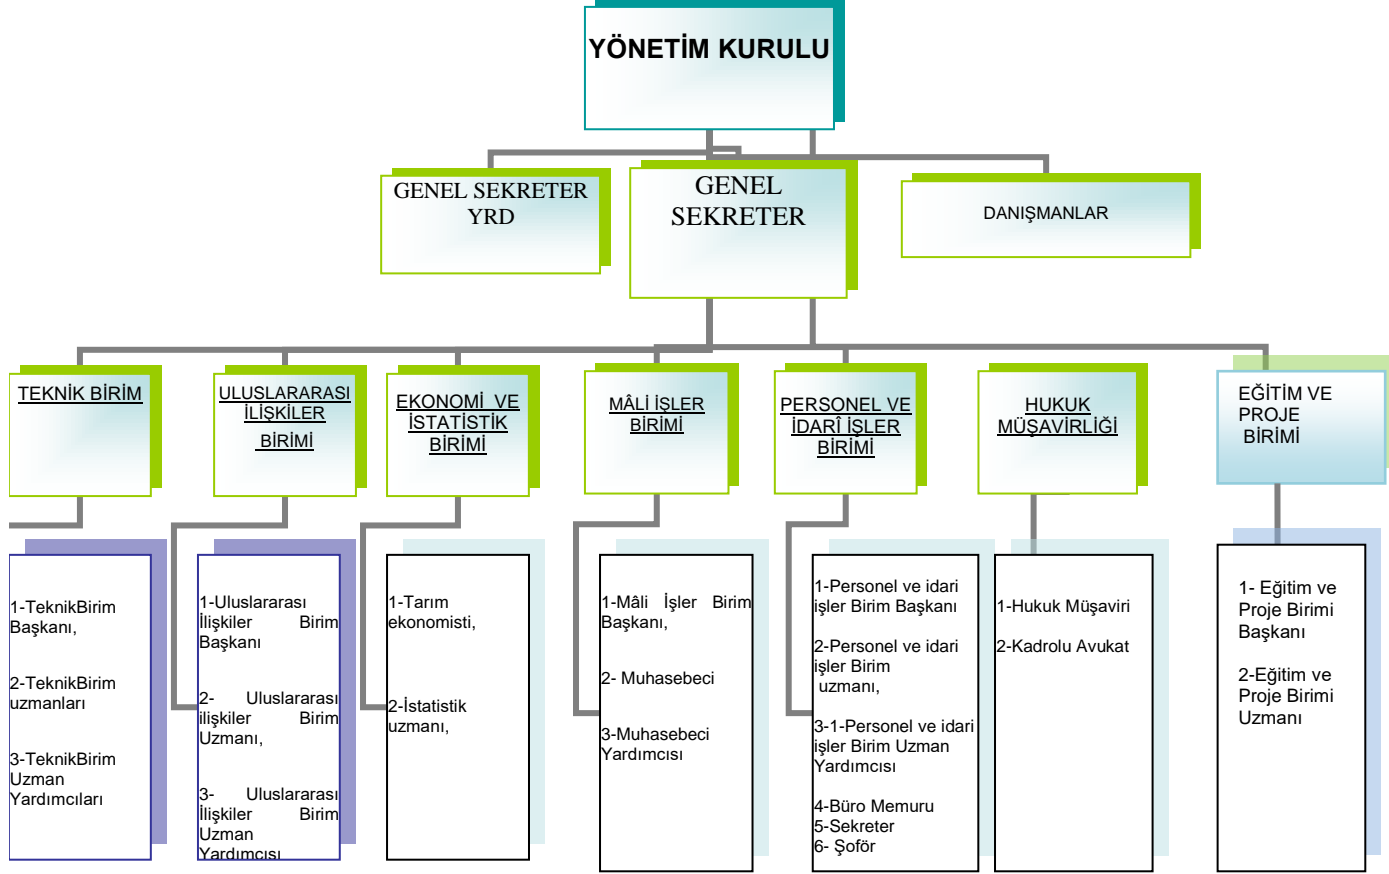 YÖNETİM KURULU
GENEL SEKRETER
YRD
GENEL
SEKRETER
DANIŞMANLAR
TEKNİK BİRİM
ULUSLARARASI
İLİŞKİLER
BİRİMİ
EKONOMİ VE
İSTATİSTİK
BİRİMİ
MÂLİ İŞLER
BİRİMİ
PERSONEL VE
İDARÎ İŞLER
BİRİMİ
HUKUK
MÜŞAVİRLİĞİ
EĞİTİM VE
PROJE
BİRİMİ
1-TeknikBirim
Başkanı,
2-TeknikBirim
uzmanları
3-TeknikBirim
Uzman
Yardımcıları
1-Uluslararası
İlişkiler Birim
Başkanı
2- Uluslararası
ilişkiler Birim
Uzmanı,
3- Uluslararası
İlişkiler Birim
Uzman
Yardımcısı
1-Tarım
ekonomisti,
2-İstatistik
uzmanı,
1-Mâli İşler Birim
Başkanı,
2- Muhasebeci
3-Muhasebeci
Yardımcısı
1-Personel ve idari
işler Birim Başkanı
2-Personel ve idari
işler Birim
uzmanı,
3-1-Personel ve idari
işler Birim Uzman
Yardımcısı
4-Büro Memuru
5-Sekreter
6- Şoför
1-Hukuk Müşaviri
2-Kadrolu Avukat
1- Eğitim ve
Proje Birimi
Başkanı
2-Eğitim ve
Proje Birimi
Uzmanı